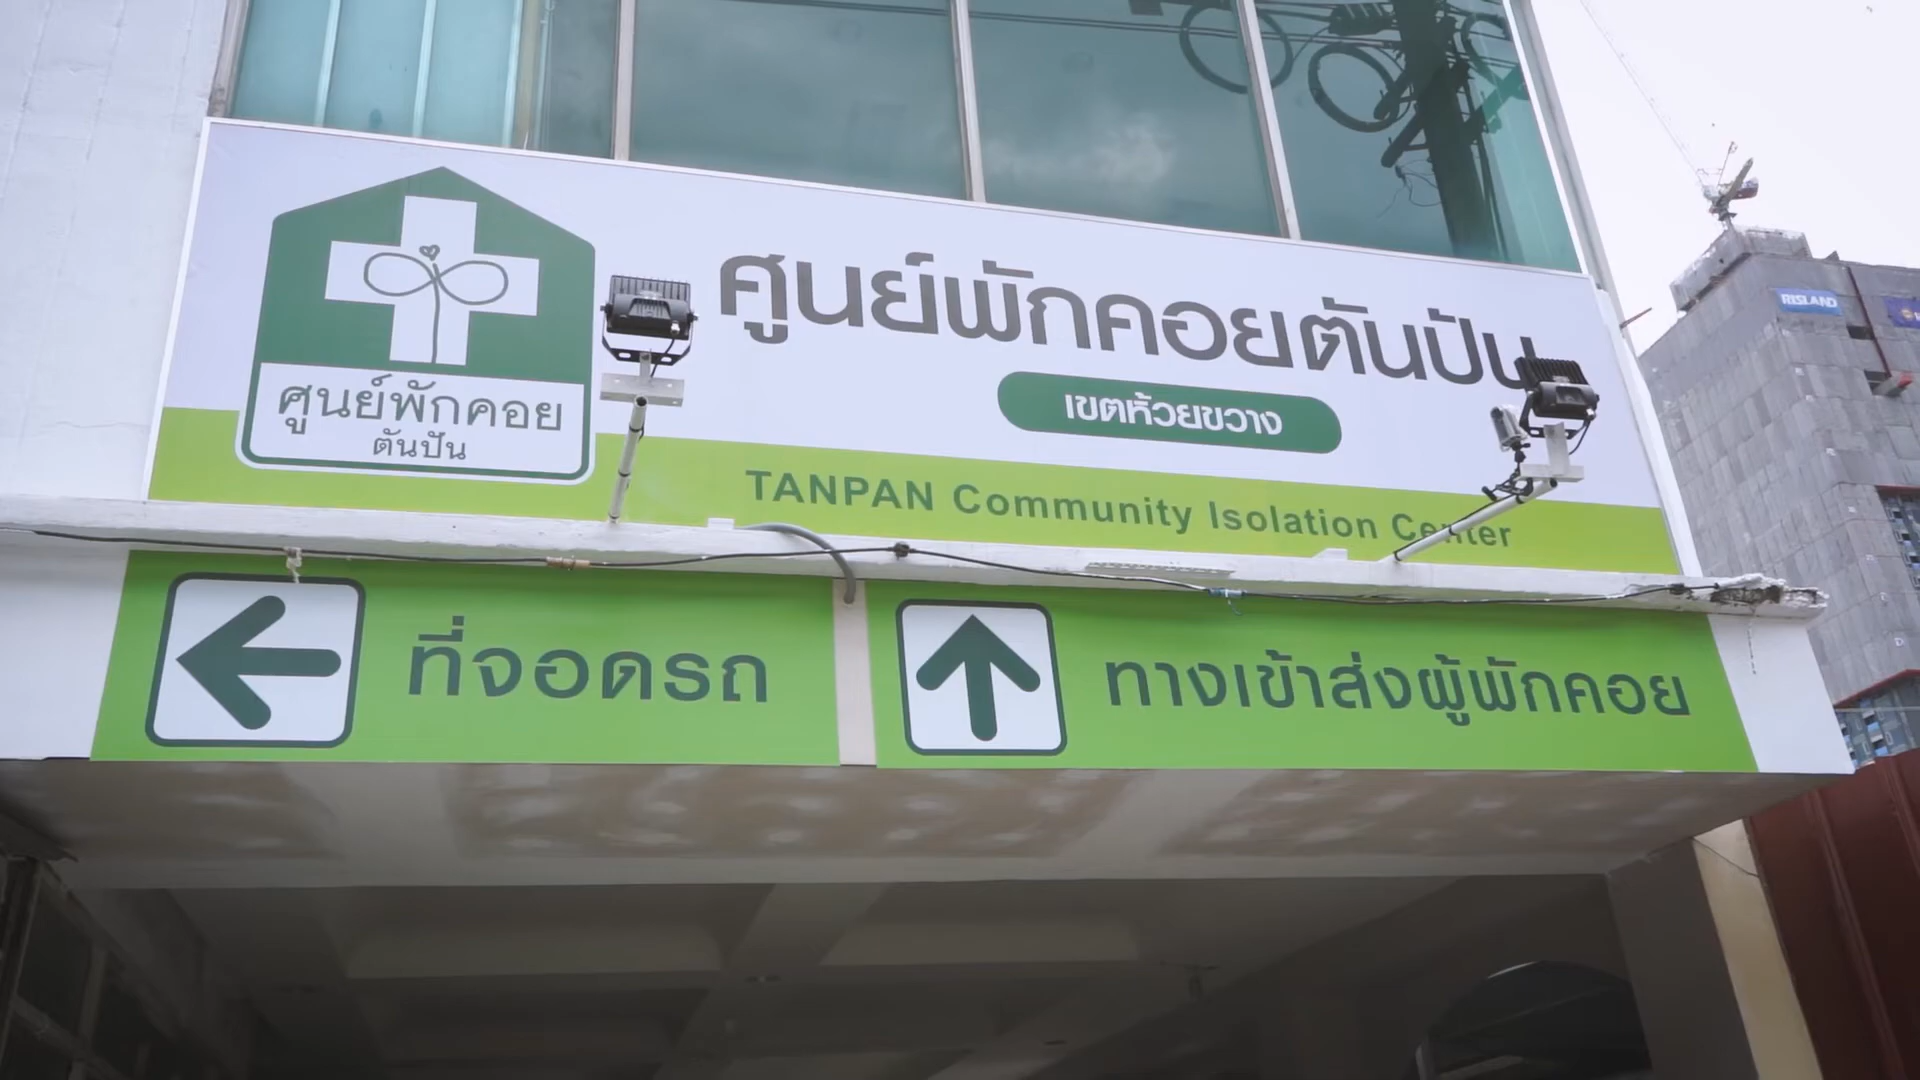 ศูนย์พักคอยตันปัน
เขตห้วยขวาง
TANPAN Community Isolation Center
ศูนย์พักคอย
ตันปัน
ที่จอดรถ
ทางเข้าส่งผู้พักคอย
RISLAND